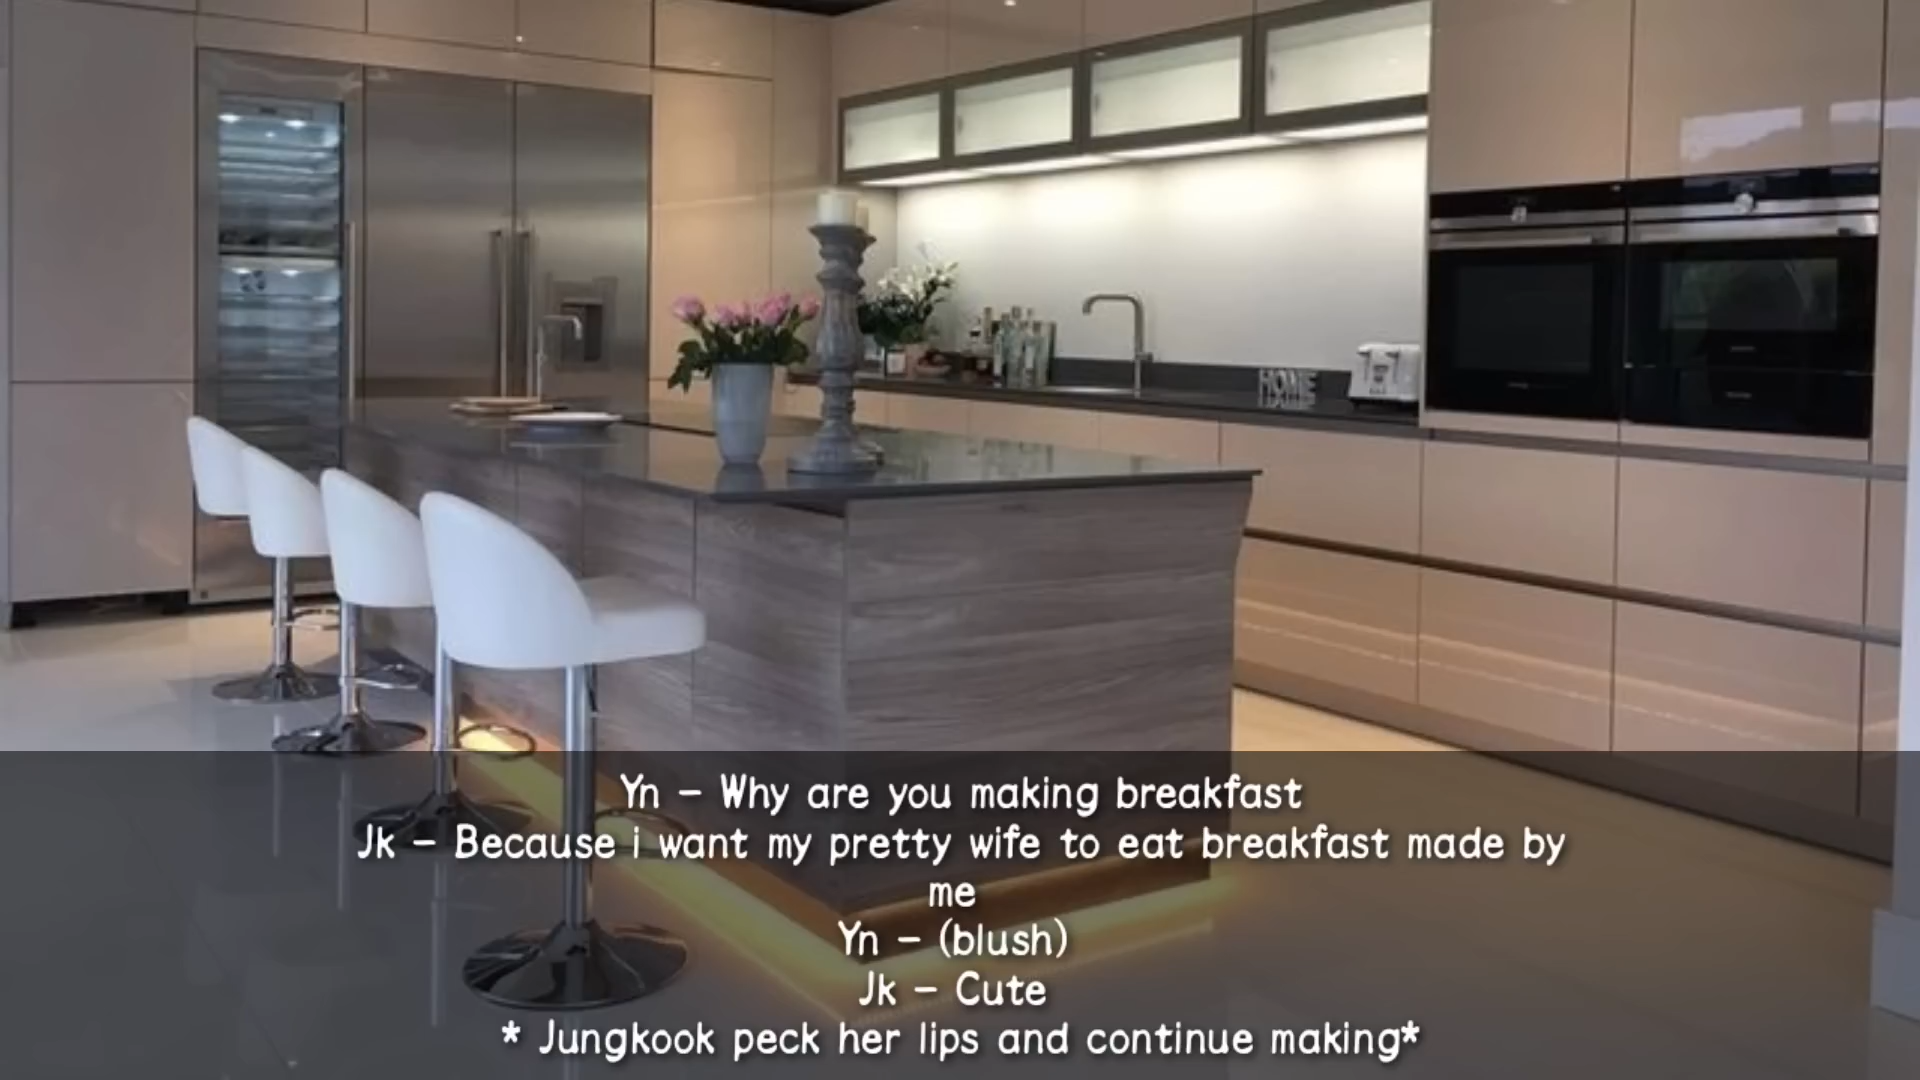 HOME
Yn – Why are you making breakfast
Jk – Because i want my pretty wife to eat breakfast made by
me
Yn – (blush)
Jk – Cute
* Jungkook peck her lips and continue making*